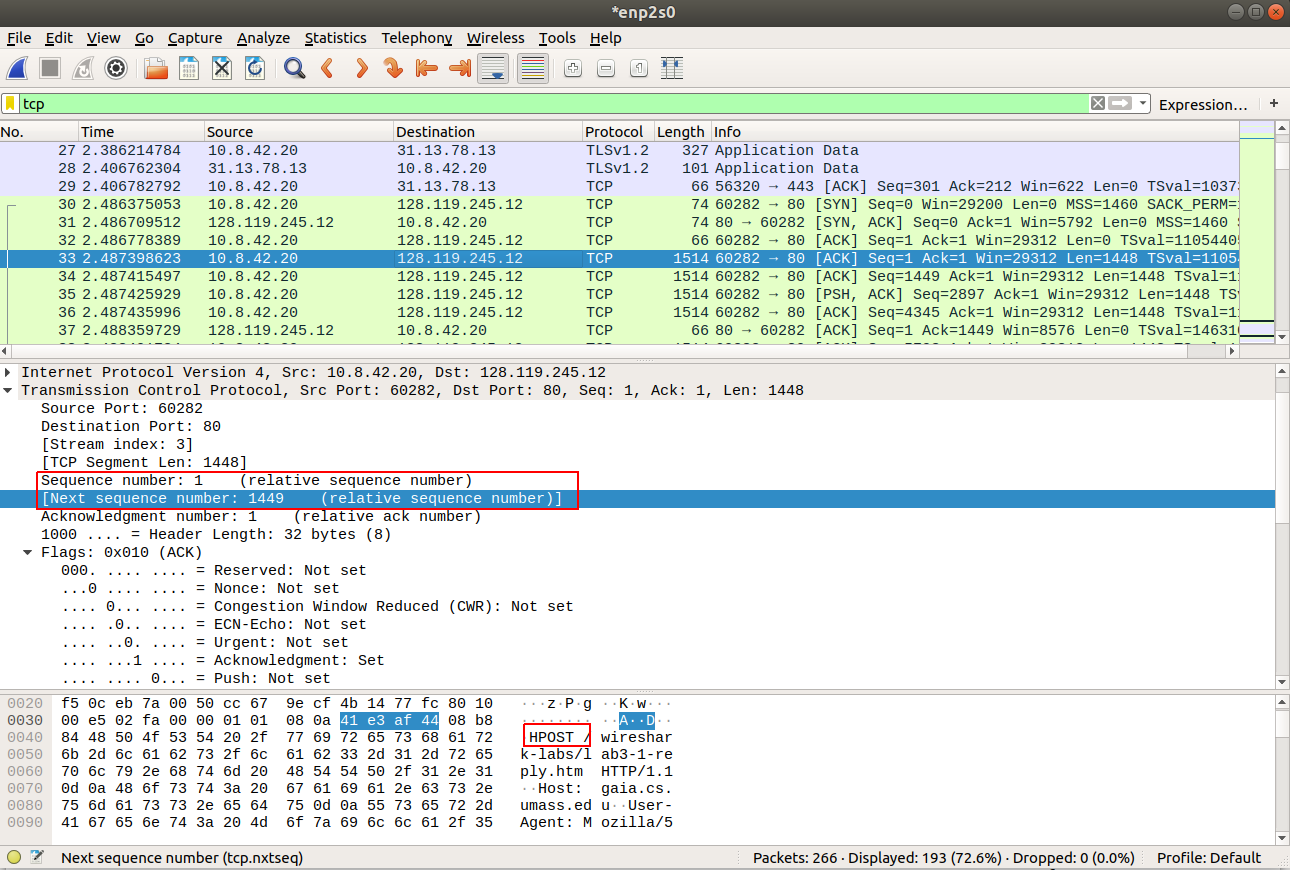 *enp2s0
File Edit View Go Capture Analyze Statistics Telephony Wireless Tools Help
tcp Expression… +
No. Time Source Destination Protocol Length Info
27 2.386214784 10.8.42.20 31.13.78.13 TLSv1.2 327 Application Data
28 2.406762304 31.13.78.13 10.8.42.20 TLSv1.2 101 Application Data
29 2.406782792 10.8.42.20 31.13.78.13 TCP 66 56320 → 443 [ACK] Seq=301 Ack=212 Win=622 Len=0 TSval=10373
30 2.486375053 10.8.42.20 128.119.245.12 TCP 74 60282 → 80 [SYN] Seq=0 Win=29200 Len=0 MSS=1460 SACK_PERM=1
31 2.486709512 128.119.245.12 10.8.42.20 TCP 74 80 → 60282 [SYN, ACK] Seq=0 Ack=1 Win=5792 Len=0 MSS=1460 S
32 2.486778389 10.8.42.20 128.119.245.12 TCP 66 60282 → 80 [ACK] Seq=1 Ack=1 Win=29312 Len=0 TSval=11054405
33 2.487398623 10.8.42.20 128.119.245.12 TCP 1514 60282 → 80 [ACK] Seq=1 Ack=1 Win=29312 Len=1448 TSval=11054
34 2.487415497 10.8.42.20 128.119.245.12 TCP 1514 60282 → 80 [ACK] Seq=1449 Ack=1 Win=29312 Len=1448 TSval=11
35 2.487425929 10.8.42.20 128.119.245.12 TCP 1514 60282 → 80 [PSH, ACK] Seq=2897 Ack=1 Win=29312 Len=1448 TS
36 2.487435996 10.8.42.20 128.119.245.12 TCP 1514 60282 → 80 [ACK] Seq=4345 Ack=1 Win=29312 Len=1448 TSval=11
37 2.488359729 128.119.245.12 10.8.42.20 TCP 66 80 → 60282 [ACK] Seq=1 Ack=1449 Win=8576 Len=0 TSval=146316
Internet Protocol Version 4, Src: 10.8.42.20, Dst: 128.119.245.12
Transmission Control Protocol, Src Port: 60282, Dst Port: 80, Seq: 1, Ack: 1, Len: 1448
Source Port: 60282
Destination Port: 80
[Stream index: 3]
[TCP Segment Len: 1448]
Sequence number: 1 (relative sequence number)
[Next sequence number: 1449 (relative sequence number)]
Acknowledgment number: 1 (relative ack number)
1000 .... = Header Length: 32 bytes (8)
Flags: 0x010 (ACK)
000. .... .... = Reserved: Not set
...0 .... .... = Nonce: Not set
.... 0... .... = Congestion Window Reduced (CWR): Not set
.... .0.. .... = ECN-Echo: Not set
.... ..0. .... = Urgent: Not set
.... ...1 .... = Acknowledgment: Set
.... .... 0... = Push: Not set
0020 f5 0c eb 7a 00 50 cc 67 9e cf 4b 14 77 fc 80 10 ···z·P·g ··K·w···
0030 00 e5 02 fa 00 00 01 01 08 0a 41 e3 af 44 08 b8 ········ ··A··D··
0040 84 48 50 4f 53 54 20 2f 77 69 72 65 73 68 61 72 ·HPOST / wireshar
0050 6b 2d 6c 61 62 73 2f 6c 61 62 33 2d 31 2d 72 65 k-labs/l ab3-1-re
0060 70 6c 79 2e 68 74 6d 20 48 54 54 50 2f 31 2e 31 ply.htm HTTP/1.1
0070 0d 0a 48 6f 73 74 3a 20 67 61 69 61 2e 63 73 2e ··Host: gaia.cs.
0080 75 6d 61 73 73 2e 65 64 75 0d 0a 55 73 65 72 2d umass.ed u··User-
0090 41 67 65 6e 74 3a 20 4d 6f 7a 69 6c 6c 61 2f 35 Agent: M ozilla/5
Next sequence number (tcp.nxtseq) Packets: 266 · Displayed: 193 (72.6%) · Dropped: 0 (0.0%) Profile: Default